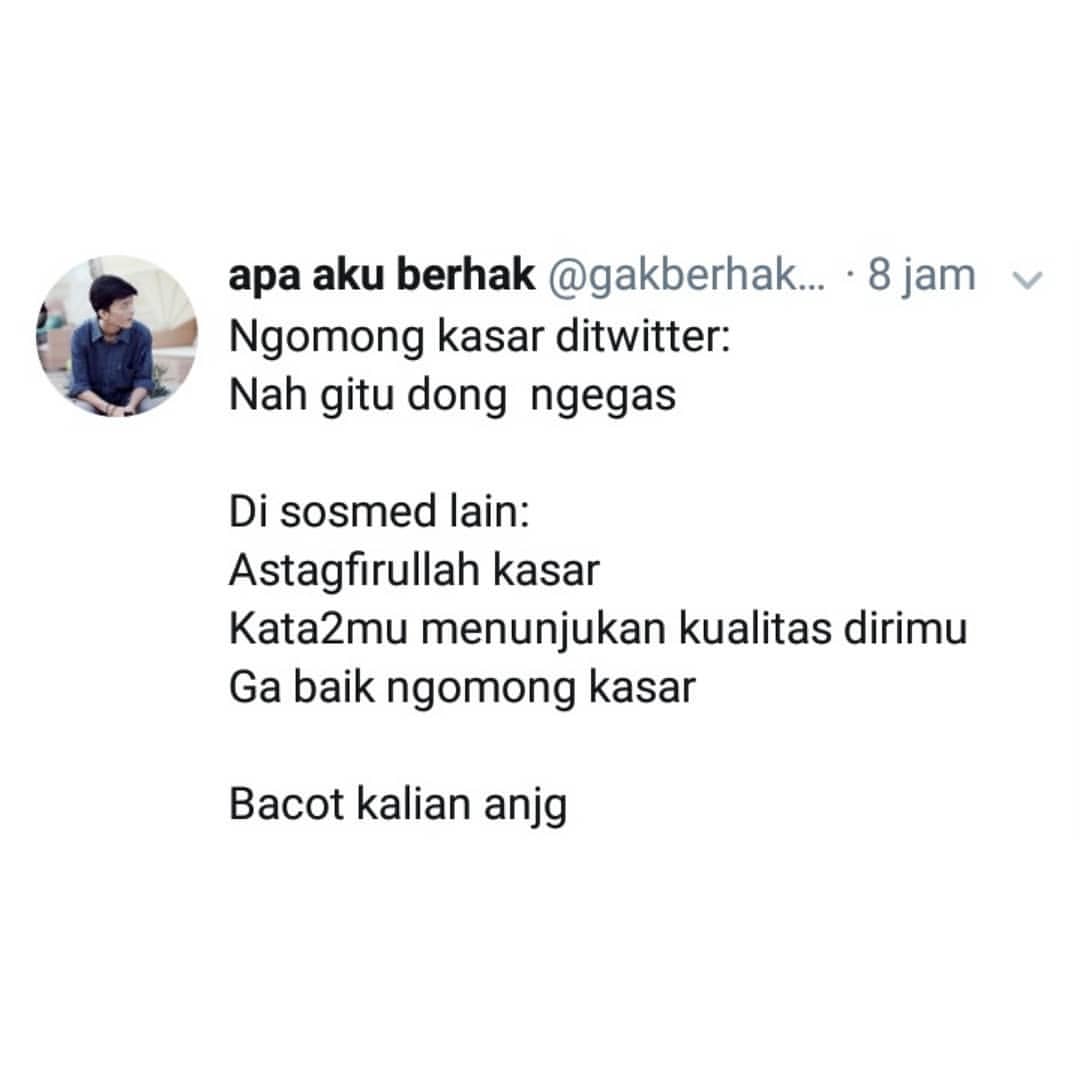 apa aku berhak @gakberhak... · 8 jam
Ngomong kasar ditwitter:
Nah gitu dong  ngegas
Di sosmed lain:
Astagfirullah kasar
Kata2mu menunjukan kualitas dirimu
Ga baik ngomong kasar
Bacot kalian anjg